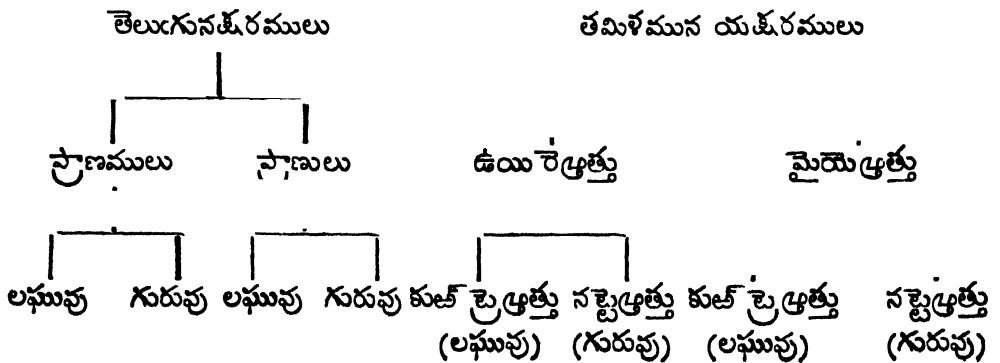 తెలుఁగునక్షరములు తమిళమున యక్షరములు
ప్రాణములు ప్రాణులు ఉయిరెళుత్తు మైయెళుత్తు
లఘువు గురువు లఘువు గురువు కుఱ్
(లఘువు) (గురువు) (లఘువు) (గురువు)